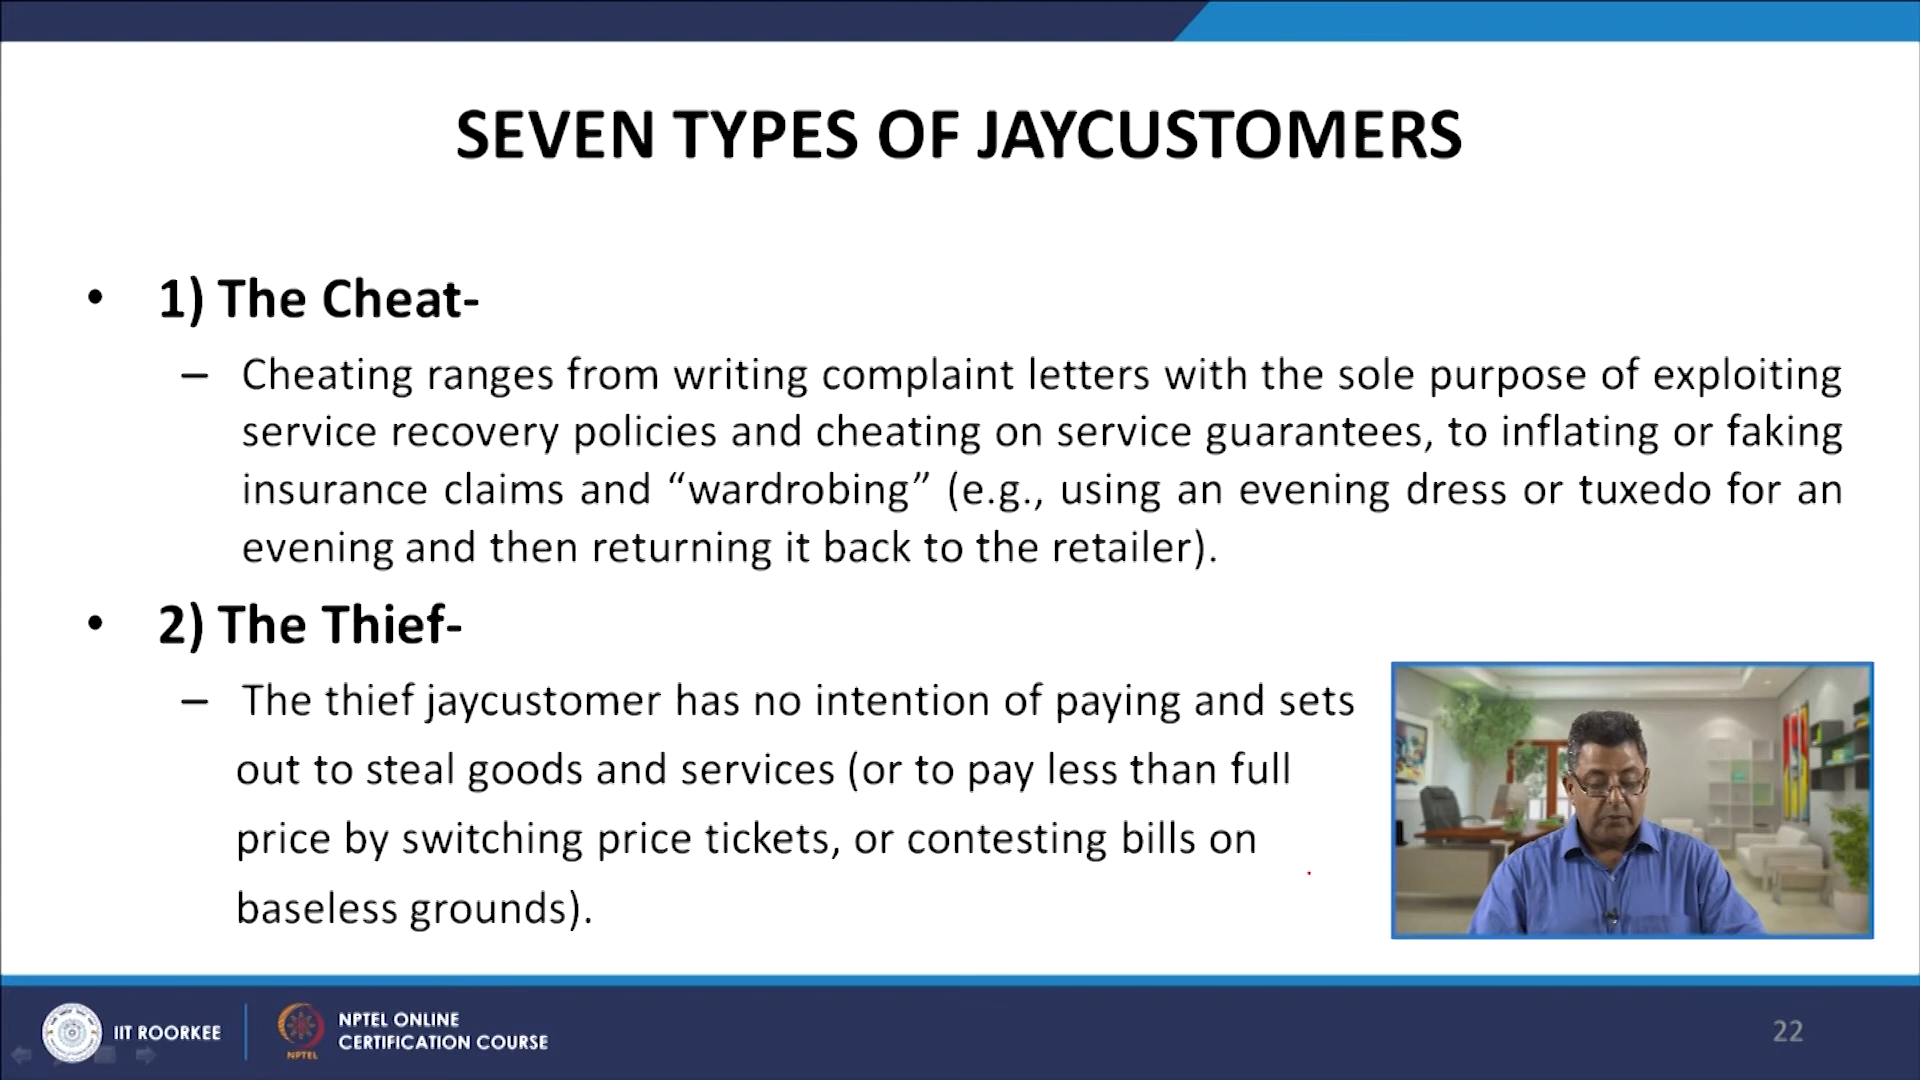 SEVEN TYPES OF JAYCUSTOMERS
• 1) The Cheat-
– Cheating ranges from writing complaint letters with the sole purpose of exploiting
service recovery policies and cheating on service guarantees, to inflating or faking
insurance claims and “wardrobing” (e.g., using an evening dress or tuxedo for an
evening and then returning it back to the retailer).
• 2) The Thief-
– The thief jaycustomer has no intention of paying and sets
out to steal goods and services (or to pay less than full
price by switching price tickets, or contesting bills on
baseless grounds).
IIT ROORKEE
NPTEL
NPTEL ONLINE
CERTIFICATION COURSE
22